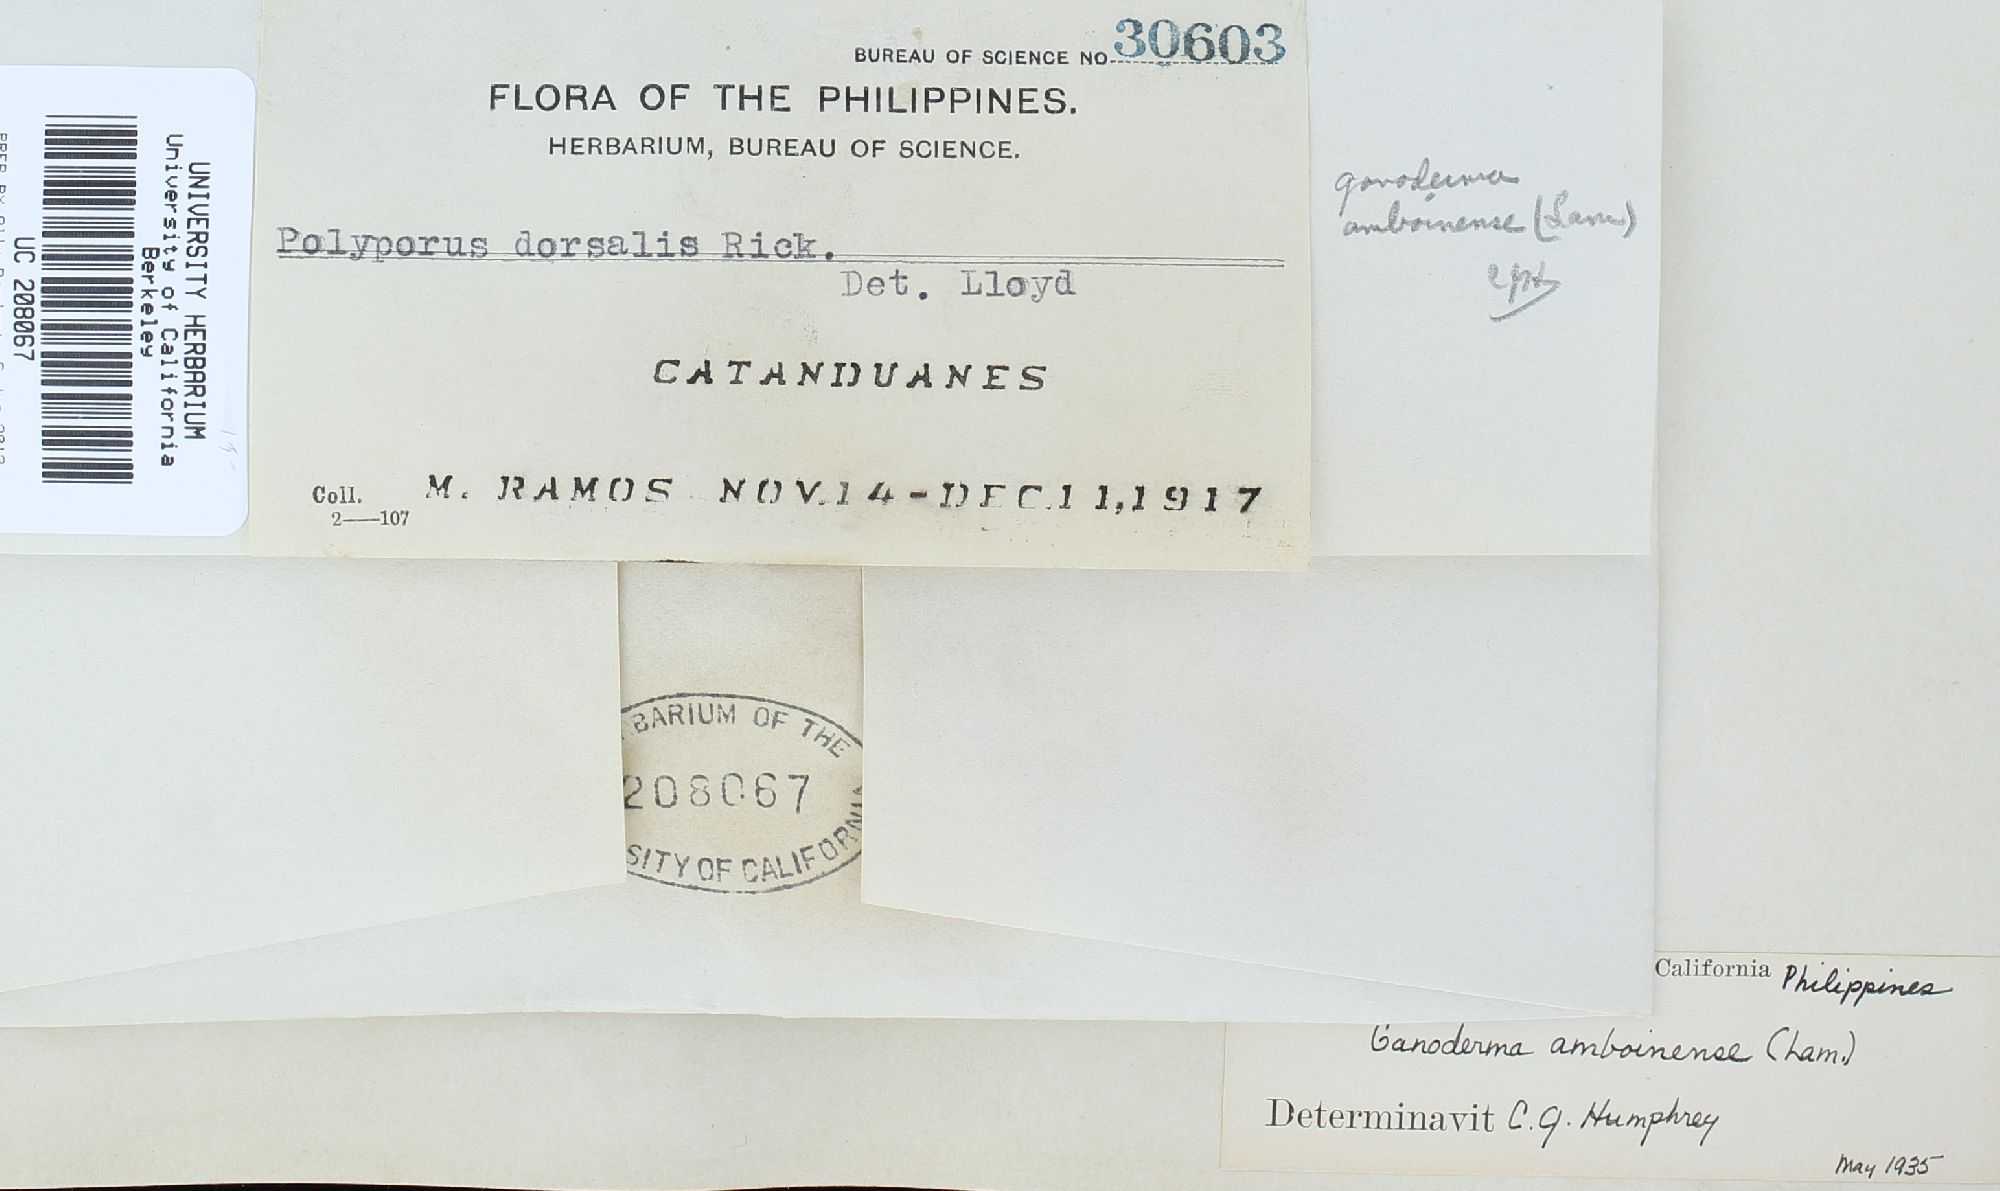 BUREAU OF SCIENCE NO. 30603
FLORA OF THE PHILIPPINES.
HERBARIUM, BUREAU OF SCIENCE.
Polyporus dorsalis Rick.
Det. Lloyd
CATANDUANES
Coll. M. RAMOS NOV.14-DEC.11,1917
2—107
UNIVERSITY HERBARIUM
University of California
Berkeley
UC 208067
Ganoderma
amboinense (Lam)
BARIUM OF THE
208067
SITY OF CALIFORNIA
California Philippines
Ganoderma amboinense (Lam.)
Determinavit C.J. Humphrey
May 1935